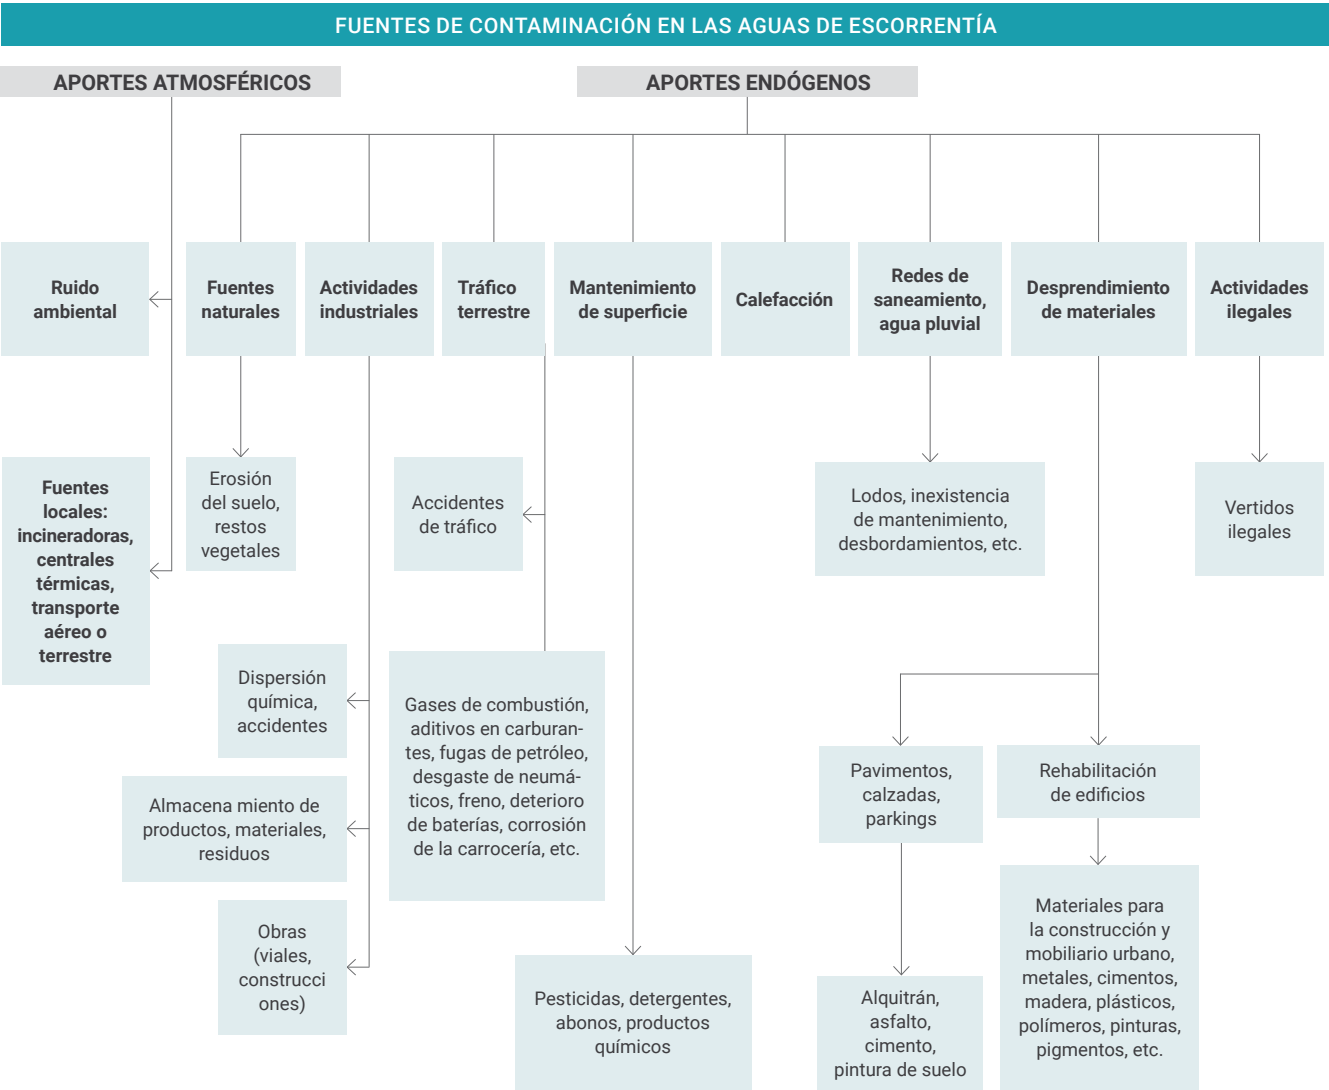 FUENTES DE CONTAMINACIÓN EN LAS AGUAS DE ESCORRENTÍA
APORTES ATMOSFÉRICOS
APORTES ENDÓGENOS
Ruido
ambiental
Fuentes
naturales
Actividades
industriales
Tráfico
terrestre
Mantenimiento
de superficie
Calefacción
Redes de
saneamiento,
agua pluvial
Desprendimiento
de materiales
Actividades
ilegales
Fuentes
locales:
incineradoras,
centrales
térmicas,
transporte
aéreo o
terrestre
Erosión
del suelo,
restos
vegetales
Accidentes
de tráfico
Lodos, inexistencia
de mantenimiento,
desbordamientos, etc.
Vertidos
ilegales
Dispersión
química,
accidentes
Gases de combustión,
aditivos en carburan-
tes, fugas de petróleo,
desgaste de neumá-
ticos, freno, deterioro
de baterías, corrosión
de la carrocería, etc.
Pavimentos,
calzadas,
parkings
Rehabilitación
de edificios
Almacena miento de
productos, materiales,
residuos
Obras
(viales,
construcci
ones)
Pesticidas, detergentes,
abonos, productos
químicos
Alquitrán,
asfalto,
cimento,
pintura de suelo
Materiales para
la construcción y
mobiliario urbano,
metales, cimentos,
madera, plásticos,
polímeros, pinturas,
pigmentos, etc.